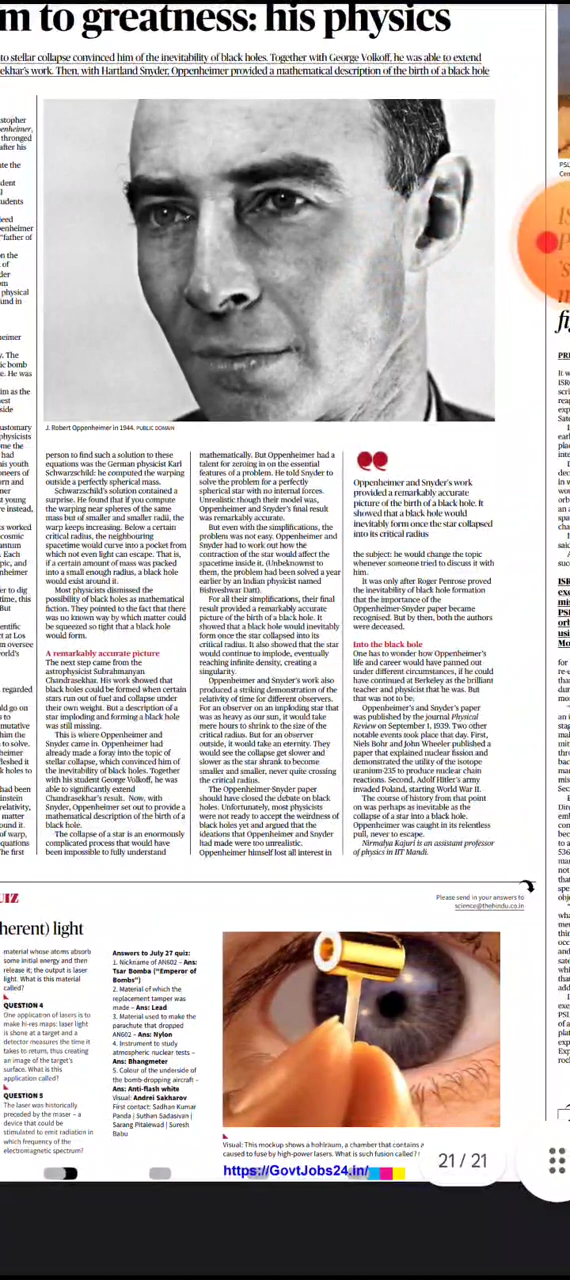 m to greatness: his physics
to stellar collapse convinced him of the inevitability of black holes. Together with George Volkoff, he was able to extend
ekhar's work. Then, with Hartland Snyder, Oppenheimer provided a mathematical description of the birth of a black hole
J. Robert Oppenheimer in 1944. PUBLIC DOMAIN
person to find such a solution to these
equations was the German physicist Karl
Schwarzschild: he computed the warping
outside a perfectly spherical mass.
Schwarzschild's solution contained a
surprise. He found that if you compute
the warping near spheres of the same
mass but of smaller and smaller radii, the
warp keeps increasing. Below a certain
critical radius, the neighbouring
spacetime would curve into a pocket from
which not even light can escape. That is,
if a certain amount of mass was packed
into a small enough radius, a black hole
would exist around it.
Most physicists dismissed the
possibility of black holes as mathematical
fiction. They pointed to the fact that there
was no known way by which matter could
be squeezed so tight that a black hole
would form.
A remarkably accurate picture
The next step came from the
astrophysicist Subrahmanyan
Chandrasekhar. His work showed that
black holes could be formed when certain
stars run out of fuel and collapse under
their own weight. But a description of a
star imploding and forming a black hole
was still missing.
This is where Oppenheimer and
Snyder came in. Oppenheimer had
already made a foray into the topic of
stellar collapse, which convinced him of
the inevitability of black holes. Together
with his student George Volkoff, he was
able to significantly extend
Chandrasekhar's result. Now, with
Snyder, Oppenheimer set out to provide a
mathematical description of the birth of a
black hole.
The collapse of a star is an enormously
complicated process that would have
been impossible to fully understand
mathematically. But Oppenheimer had a
talent for zeroing in on the essential
features of a problem. He told Snyder to
solve the problem for a perfectly
spherical star with no internal forces.
Unrealistic though their model was,
Oppenheimer and Snyder's final result
was remarkably accurate.
But even with the simplifications, the
problem was not easy. Oppenheimer and
Snyder had to work out how the
contraction of the star would affect the
spacetime inside it. (Unbeknownst to
them, the problem had been solved a year
earlier by an Indian physicist named
Bishveshwar Datt).
For all their simplifications, their final
result provided a remarkably accurate
picture of the birth of a black hole. It
showed that a black hole would inevitably
form once the star collapsed into its
critical radius. It also showed that the star
would continue to implode, eventually
reaching infinite density, creating a
singularity.
Oppenheimer and Snyder's work also
produced a striking demonstration of the
relativity of time for different observers.
For an observer on an imploding star that
was as heavy as our sun, it would take
mere hours to shrink to the size of the
critical radius. But for an observer
outside, it would take an eternity. They
would see the collapse get slower and
slower as the star shrank to become
smaller and smaller, never quite crossing
the critical radius.
The Oppenheimer-Snyder paper
should have closed the debate on black
holes. Unfortunately, most physicists
were not ready to accept the weirdness of
black holes yet and argued that the
ideations that Oppenheimer and Snyder
had made were too unrealistic.
Oppenheimer himself lost all interest in
Oppenheimer and Snyder's work
provided a remarkably accurate
picture of the birth of a black hole. It
showed that a black hole would
inevitably form once the star collapsed
into its critical radius
the subject: he would change the topic
whenever someone tried to discuss it with
him.
It was only after Roger Penrose proved
the inevitability of black hole formation
that the importance of the
Oppenheimer-Snyder paper became
recognised. But by then, both the authors
were deceased.
Into the black hole
One has to wonder how Oppenheimer's
life and career would have panned out
under different circumstances, if he could
have continued at Berkeley as the brilliant
teacher and physicist that he was. But
that was not to be.
Oppenheimer's and Snyder's paper
was published by the journal Physical
Review on September 1, 1939. Two other
notable events took place that day. First,
Niels Bohr and John Wheeler published a
paper that explained nuclear fission and
demonstrated the utility of the isotope
uranium-235 to produce nuclear chain
reactions. Second, Adolf Hitler's army
invaded Poland, starting World War II.
The course of history from that point
on was perhaps as inevitable as the
collapse of a star into a black hole.
Oppenheimer was caught in its relentless
pull, never to escape.
Nirmalya Kajuri is an assistant professor
of physics in IIT Mandi.
UIZ
Please send in your answers to
science@thehindu.co.in
herent) light
material whose atoms absorb
some initial energy and then
release it; the output is laser
light. What is this material
called?
QUESTION 4
One application of lasers is to
make hi-res maps: laser light
is shone at a target and a
detector measures the time it
takes to return, thus creating
an image of the target's
surface. What is this
application called?
QUESTION 5
The laser was historically
preceded by the maser – a
device that could be
stimulated to emit radiation in
which frequency of the
electromagnetic spectrum?
Answers to July 27 quiz:
1. Nickname of AN602 – Ans:
Tsar Bomba ("Emperor of
Bombs")
2. Material of which the
replacement tamper was
made – Ans: Lead
3. Material used to make the
parachute that dropped
AN602 – Ans: Nylon
4. Instrument to study
atmospheric nuclear tests –
Ans: Bhangmeter
5. Colour of the underside of
the bomb-dropping aircraft –
Ans: Anti-flash white
Visual: Andrei Sakharov
First contact: Sadhan Kumar
Panda | Suhan Sadasivan |
Sarang Pitalewad | Suresh
Babu
Visual: This mockup shows a hohlraum, a chamber that contains
caused to fuse by high-power lasers. What is such fusion called?
https://GovtJobs24.in/
21 / 21